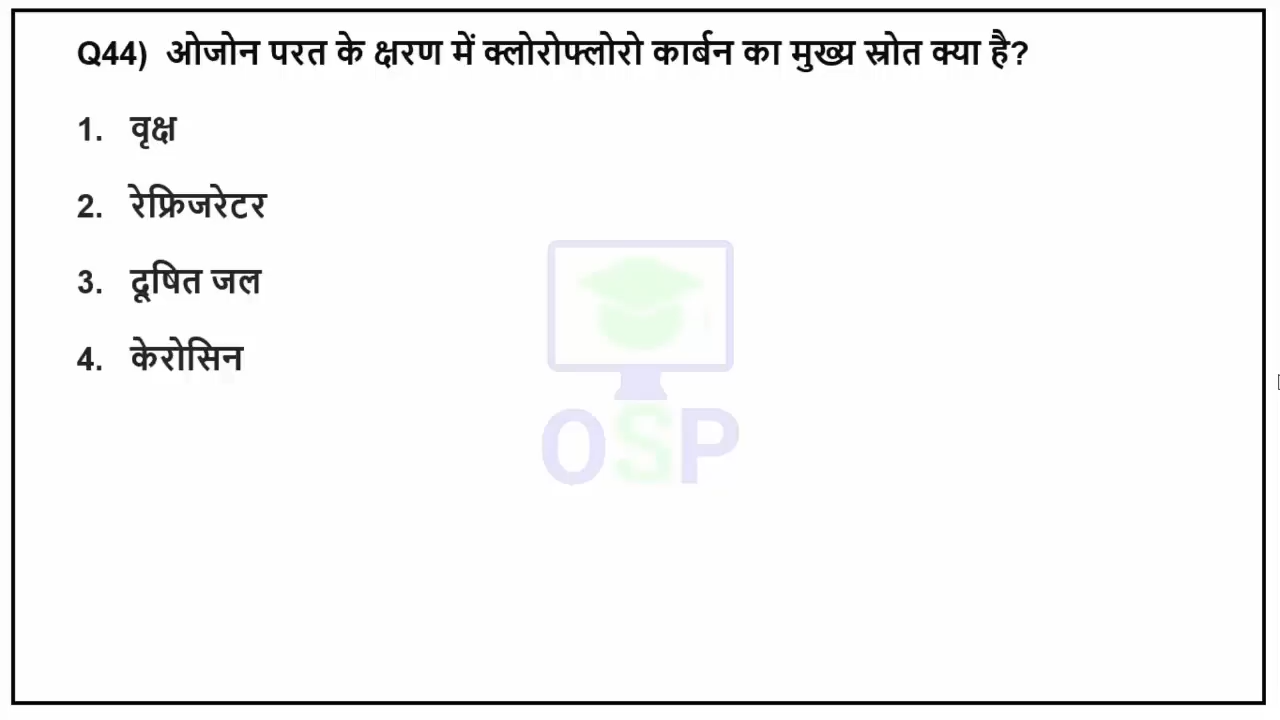 Q44) ओजोन परत के क्षरण में क्लोरोफ्लोरो कार्बन का मुख्य स्रोत क्या है?
1. वृक्ष
2. रेफ्रिजरेटर
3. दूषित जल
4. केरोसिन
OSP